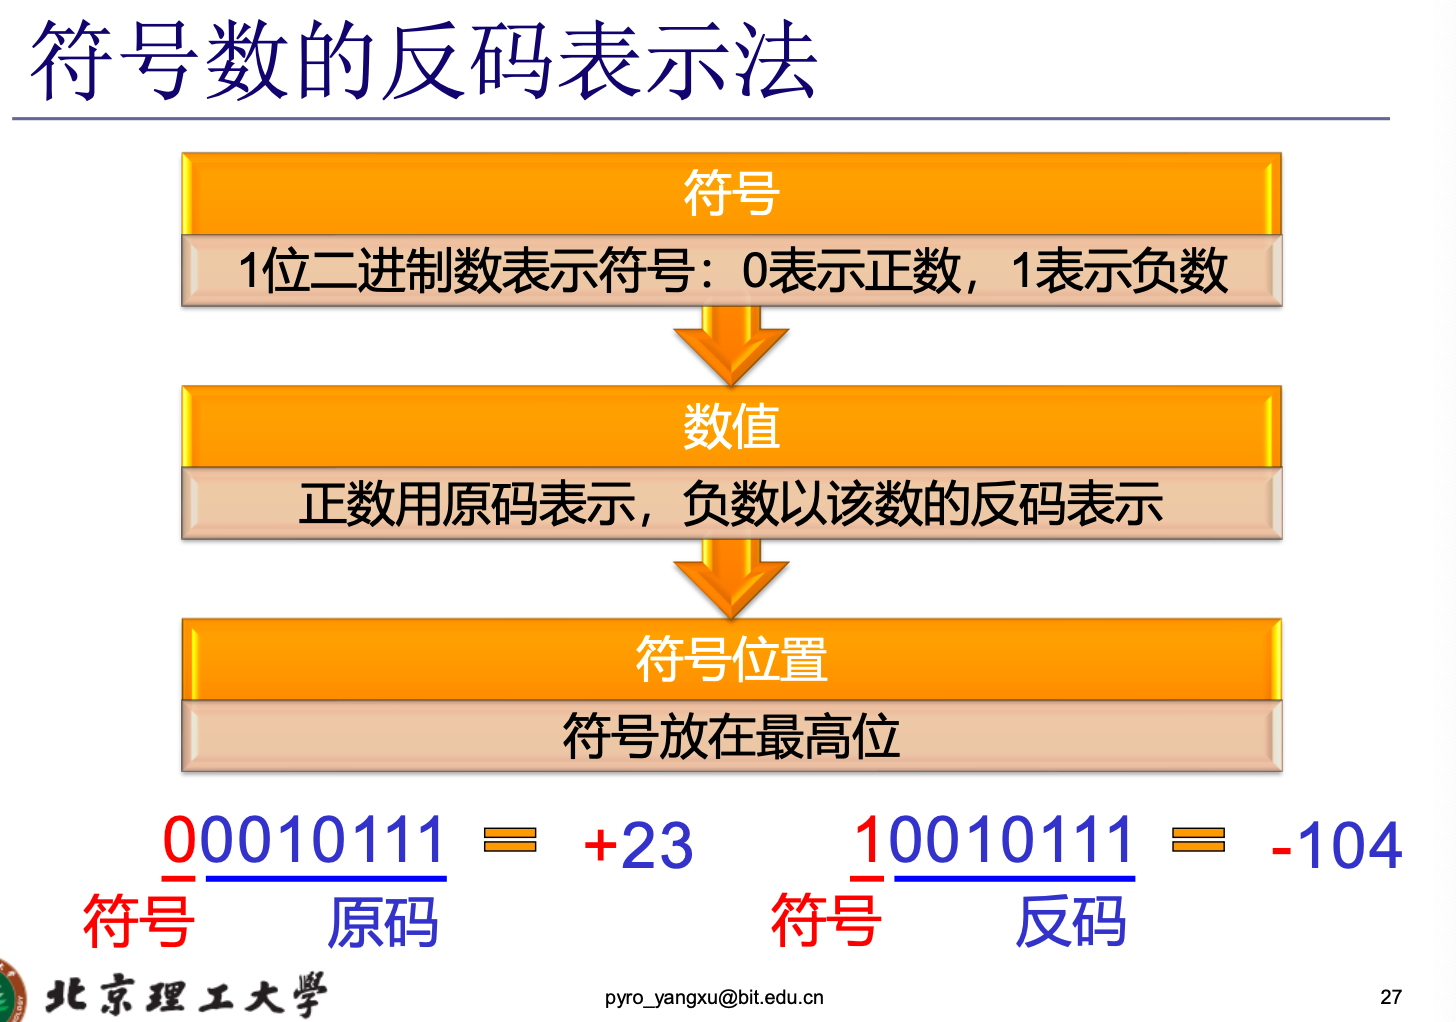 符号数的反码表示法
符号
1位二进制数表示符号：0表示正数，1表示负数
数值
正数用原码表示，负数以该数的反码表示
符号位置
符号放在最高位
00010111 = +23
符号 原码
10010111 = -104
符号 反码
北京理工大学
pyro_yangxu@bit.edu.cn
27